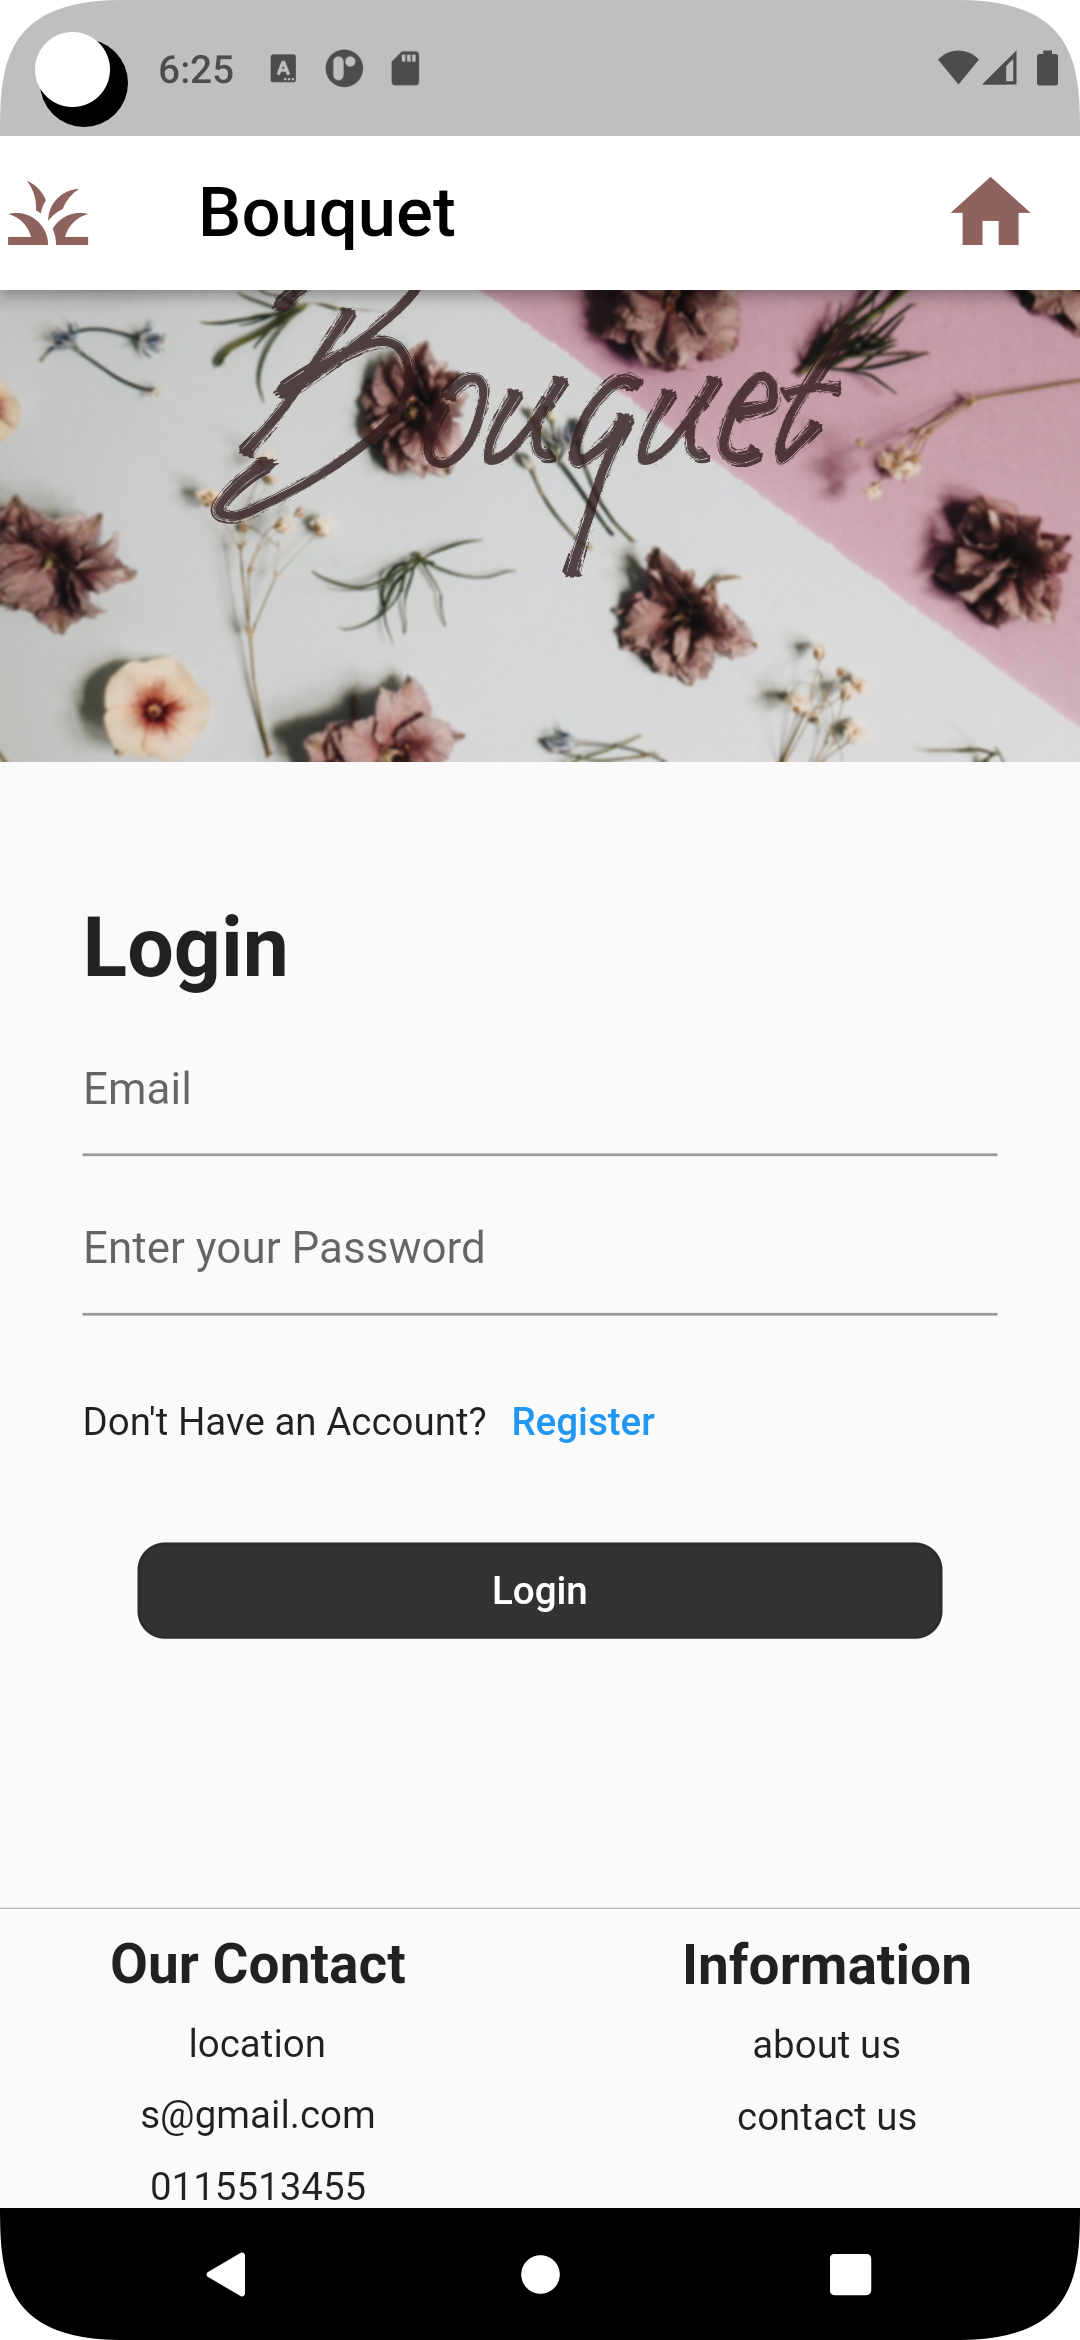 6:25
Bouquet
Bouquet
Login
Email
Enter your Password
Don't Have an Account? Register
Login
Our Contact
location
s@gmail.com
0115513455
Information
about us
contact us